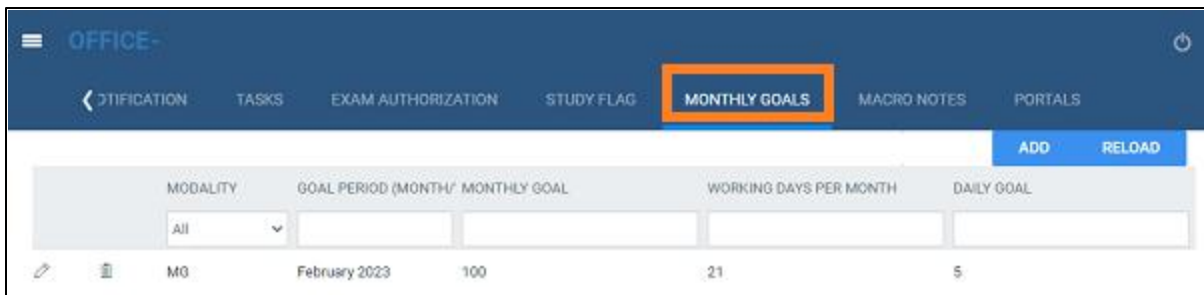 OFFICE-
OTIFICATION TASKS EXAM AUTHORIZATION STUDY FLAG MONTHLY GOALS MACRO NOTES PORTALS
ADD RELOAD
MODALITY GOAL PERIOD (MONTH/ MONTHLY GOAL WORKING DAYS PER MONTH DAILY GOAL
All
MG February 2023 100 21 5